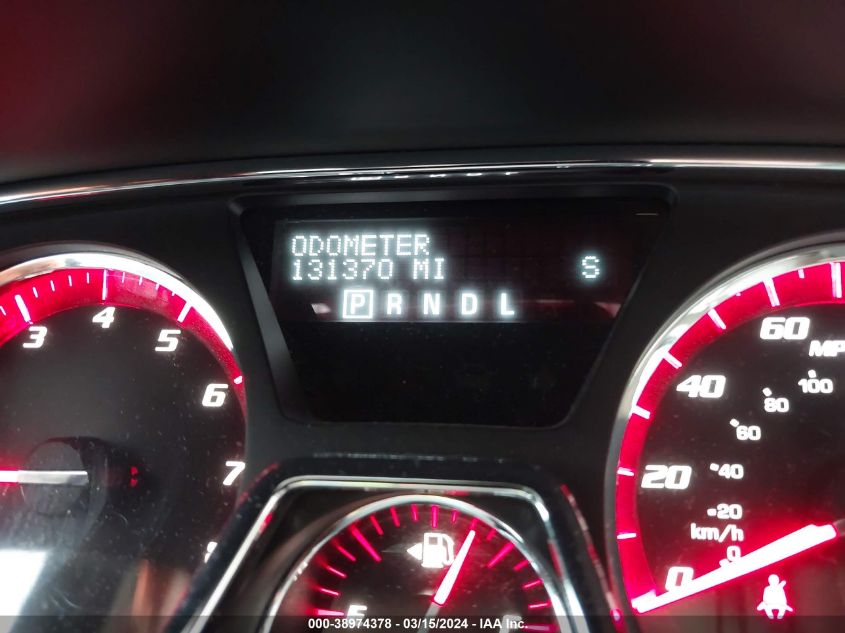 ODOMETER
131370 MI S
P R N D L
3 4 5 6 7
0 20 40 60 MP
0 20 40 60 80 100
km/h
000-38974378 - 03/15/2024 - IAA Inc.